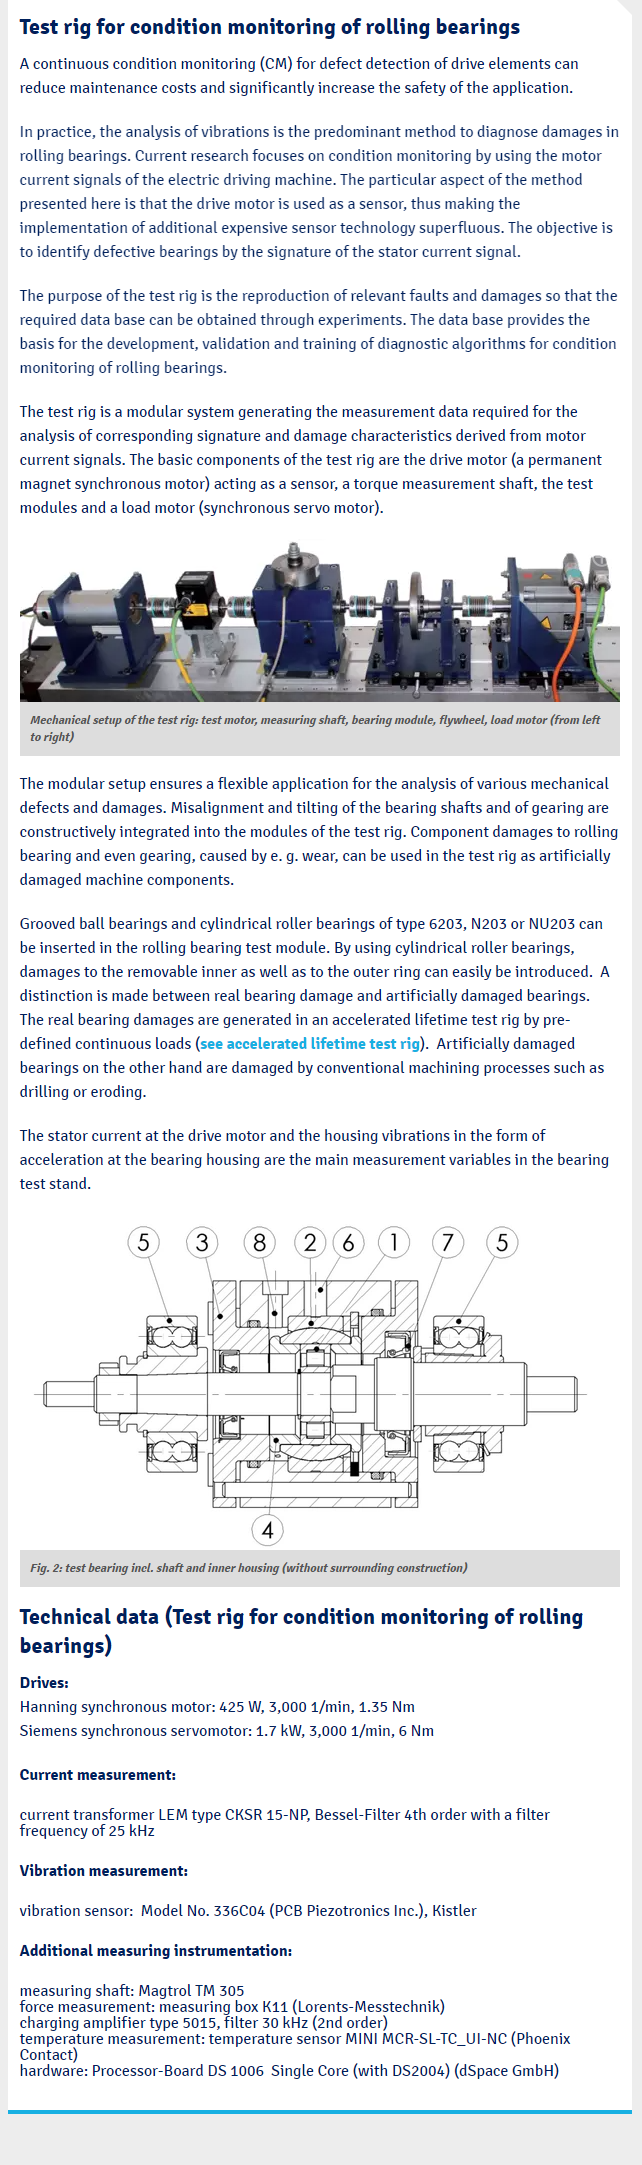 Test rig for condition monitoring of rolling bearings
A continuous condition monitoring (CM) for defect detection of drive elements can
reduce maintenance costs and significantly increase the safety of the application.
In practice, the analysis of vibrations is the predominant method to diagnose damages in
rolling bearings. Current research focuses on condition monitoring by using the motor
current signals of the electric driving machine. The particular aspect of the method
presented here is that the drive motor is used as a sensor, thus making the
implementation of additional expensive sensor technology superfluous. The objective is
to identify defective bearings by the signature of the stator current signal.
The purpose of the test rig is the reproduction of relevant faults and damages so that the
required data base can be obtained through experiments. The data base provides the
basis for the development, validation and training of diagnostic algorithms for condition
monitoring of rolling bearings.
The test rig is a modular system generating the measurement data required for the
analysis of corresponding signature and damage characteristics derived from motor
current signals. The basic components of the test rig are the drive motor (a permanent
magnet synchronous motor) acting as a sensor, a torque measurement shaft, the test
modules and a load motor (synchronous servo motor).
Mechanical setup of the test rig: test motor, measuring shaft, bearing module, flywheel, load motor (from left
to right)
The modular setup ensures a flexible application for the analysis of various mechanical
defects and damages. Misalignment and tilting of the bearing shafts and of gearing are
constructively integrated into the modules of the test rig. Component damages to rolling
bearing and even gearing, caused by e. g. wear, can be used in the test rig as artificially
damaged machine components.
Grooved ball bearings and cylindrical roller bearings of type 6203, N203 or NU203 can
be inserted in the rolling bearing test module. By using cylindrical roller bearings,
damages to the removable inner as well as to the outer ring can easily be introduced.  A
distinction is made between real bearing damage and artificially damaged bearings.
The real bearing damages are generated in an accelerated lifetime test rig by pre-
defined continuous loads (see accelerated lifetime test rig).  Artificially damaged
bearings on the other hand are damaged by conventional machining processes such as
drilling or eroding.
The stator current at the drive motor and the housing vibrations in the form of
acceleration at the bearing housing are the main measurement variables in the bearing
test stand.
5 3 8 2 6 1 7 5
4
Fig. 2: test bearing incl. shaft and inner housing (without surrounding construction)
Technical data (Test rig for condition monitoring of rolling
bearings)
Drives:
Hanning synchronous motor: 425 W, 3,000 1/min, 1.35 Nm
Siemens synchronous servomotor: 1.7 kW, 3,000 1/min, 6 Nm
Current measurement:
current transformer LEM type CKSR 15-NP, Bessel-Filter 4th order with a filter
frequency of 25 kHz
Vibration measurement:
vibration sensor:  Model No. 336C04 (PCB Piezotronics Inc.), Kistler
Additional measuring instrumentation:
measuring shaft: Magtrol TM 305
force measurement: measuring box K11 (Lorents-Messtechnik)
charging amplifier type 5015, filter 30 kHz (2nd order)
temperature measurement: temperature sensor MINI MCR-SL-TC_UI-NC (Phoenix
Contact)
hardware: Processor-Board DS 1006  Single Core (with DS2004) (dSpace GmbH)